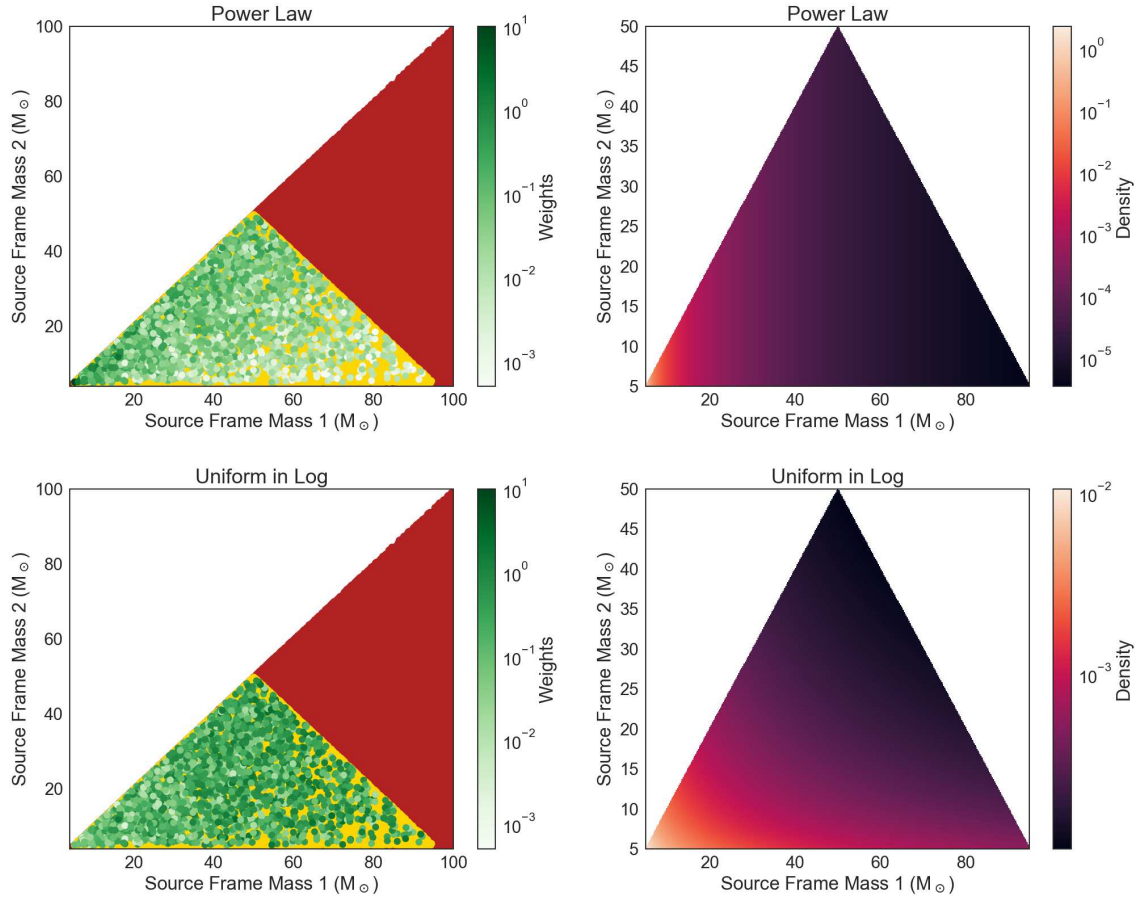 Power Law
100
80
60
40
20
20 40 60 80 100
Source Frame Mass 1 (M⊙)
Source Frame Mass 2 (M⊙)
10¹
10⁰
10⁻¹
10⁻²
10⁻³
Weights
Power Law
50
45
40
35
30
25
20
15
10
5
20 40 60 80
Source Frame Mass 1 (M⊙)
Source Frame Mass 2 (M⊙)
10⁰
10⁻¹
10⁻²
10⁻³
10⁻⁴
10⁻⁵
Density
Uniform in Log
100
80
60
40
20
20 40 60 80 100
Source Frame Mass 1 (M⊙)
Source Frame Mass 2 (M⊙)
10¹
10⁰
10⁻¹
10⁻²
10⁻³
Weights
Uniform in Log
50
45
40
35
30
25
20
15
10
5
20 40 60 80
Source Frame Mass 1 (M⊙)
Source Frame Mass 2 (M⊙)
10⁻²
10⁻³
Density